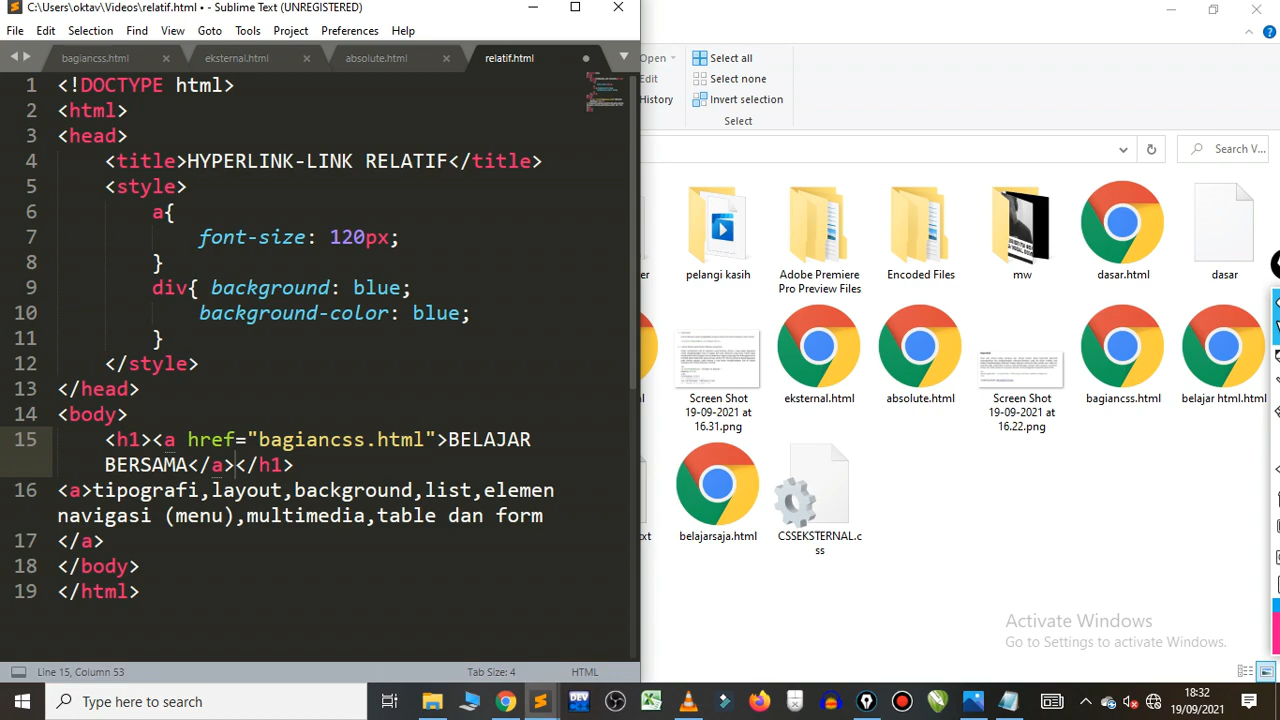 C:\Users\oktav\Videos\relatif.html • - Sublime Text (UNREGISTERED)
File Edit Selection Find View Goto Tools Project Preferences Help
bagiancss.html eksternal.html absolute.html relatif.html
1 <!DOCTYPE html>
2 <html>
3 <head>
4 <title>HYPERLINK-LINK RELATIF</title>
5 <style>
6 a{
7 font-size: 120px;
8 }
9 div{ background: blue;
10 background-color: blue;
11 }
12 </style>
13 </head>
14 <body>
15 <h1><a href="bagiancss.html">BELAJAR
BERSAMA</a></h1>
16 <a>tipografi,layout,background,list,elemen
navigasi (menu),multimedia,table dan form
17 </a>
18 </body>
19 </html>
Line 15, Column 53 Tab Size: 4 HTML
Open Select all
Edit Select none
History Invert selection
Select
Search V...
pelangi kasih
Adobe Premiere
Pro Preview Files
Encoded Files
mw
dasar.html
dasar
Screen Shot
19-09-2021 at
16.31.png
eksternal.html
absolute.html
Screen Shot
19-09-2021 at
16.22.png
bagiancss.html
belajar html.html
belajarsaja.html
CSSEKSTERNAL.c
ss
Activate Windows
Go to Settings to activate Windows.
Type here to search
DEV
18:32
19/09/2021